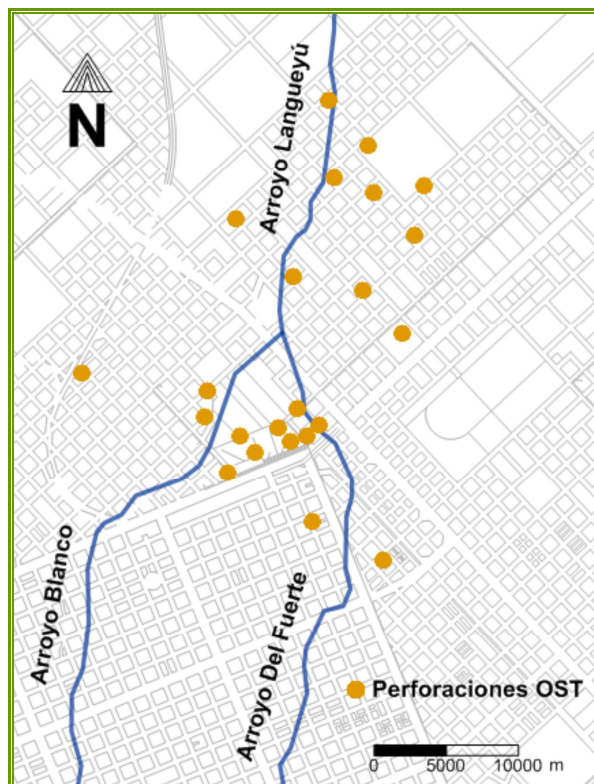 Arroyo Langueyú
N
Arroyo Blanco
Arroyo Del Fuerte
Perforaciones OST
0 5000 10000 m